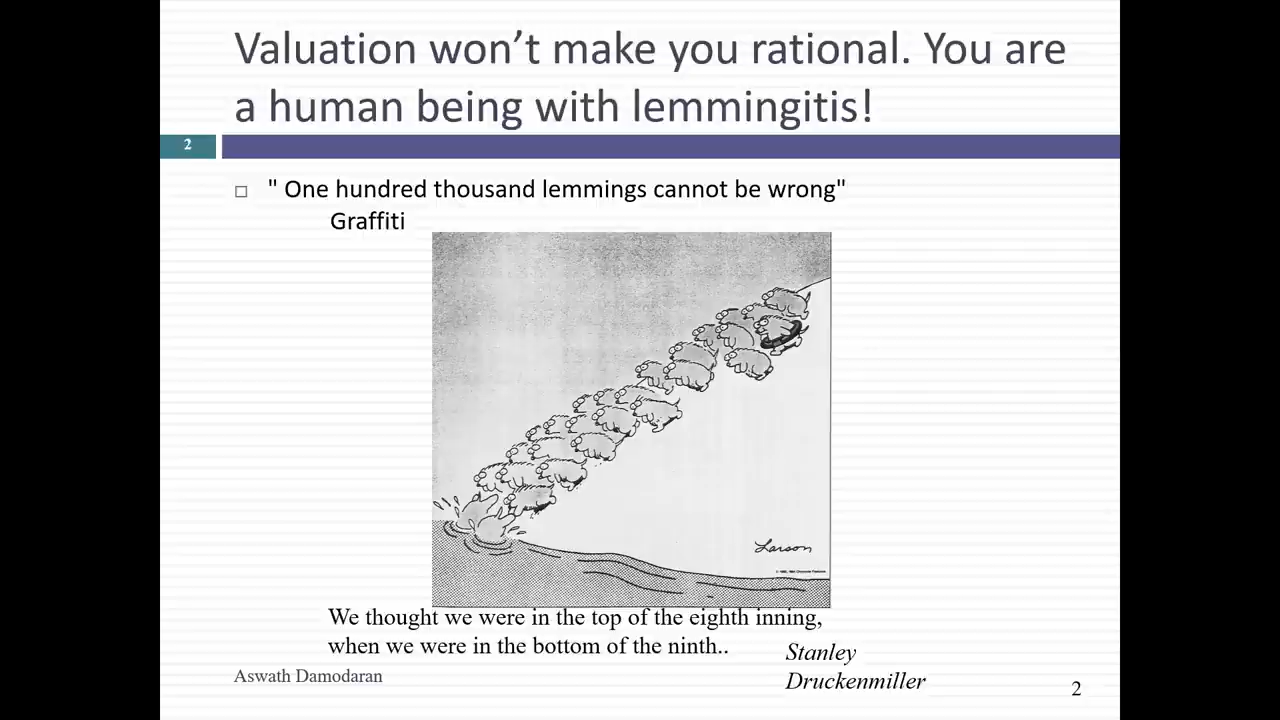 Valuation won’t make you rational. You are
a human being with lemmingitis!
2
" One hundred thousand lemmings cannot be wrong"
Graffiti
Larson
We thought we were in the top of the eighth inning,
when we were in the bottom of the ninth..
Stanley
Druckenmiller
Aswath Damodaran
2